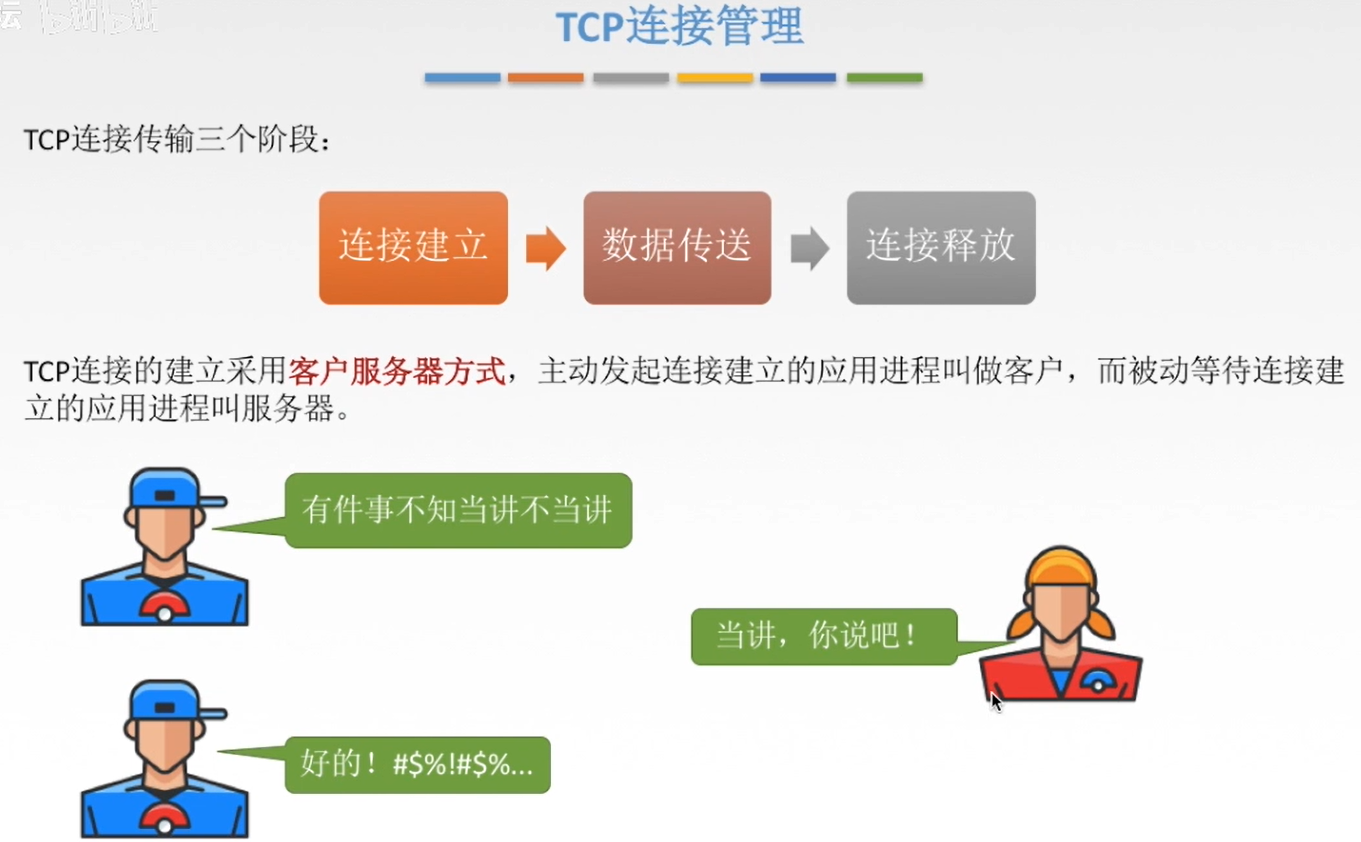 坛 bilibili
TCP连接管理
TCP连接传输三个阶段：
连接建立
数据传送
连接释放
TCP连接的建立采用客户服务器方式，主动发起连接建立的应用进程叫做客户，而被动等待连接建
立的应用进程叫服务器。
有件事不知当讲不当讲
当讲，你说吧！
好的！#$%!#$%...